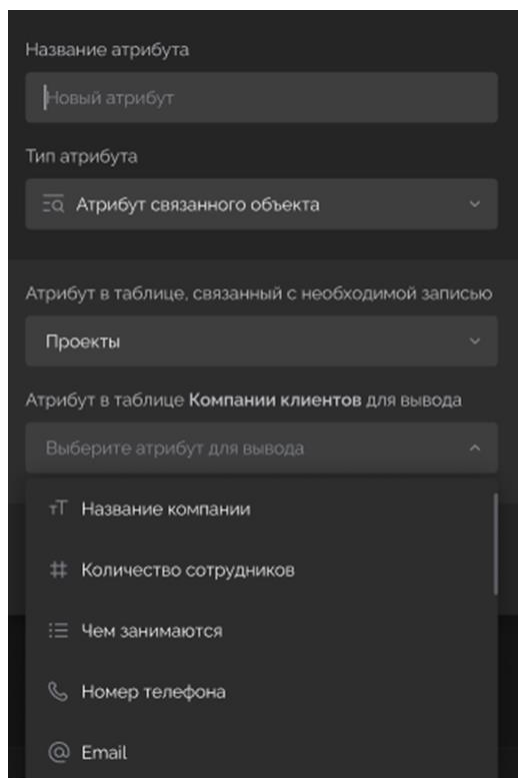 Название атрибута
Новый атрибут
Тип атрибута
Атрибут связанного объекта
Атрибут в таблице, связанный с необходимой записью
Проекты
Атрибут в таблице Компании клиентов для вывода
Выберите атрибут для вывода
тТ Название компании
Количество сотрудников
Чем занимаются
Номер телефона
@ Email